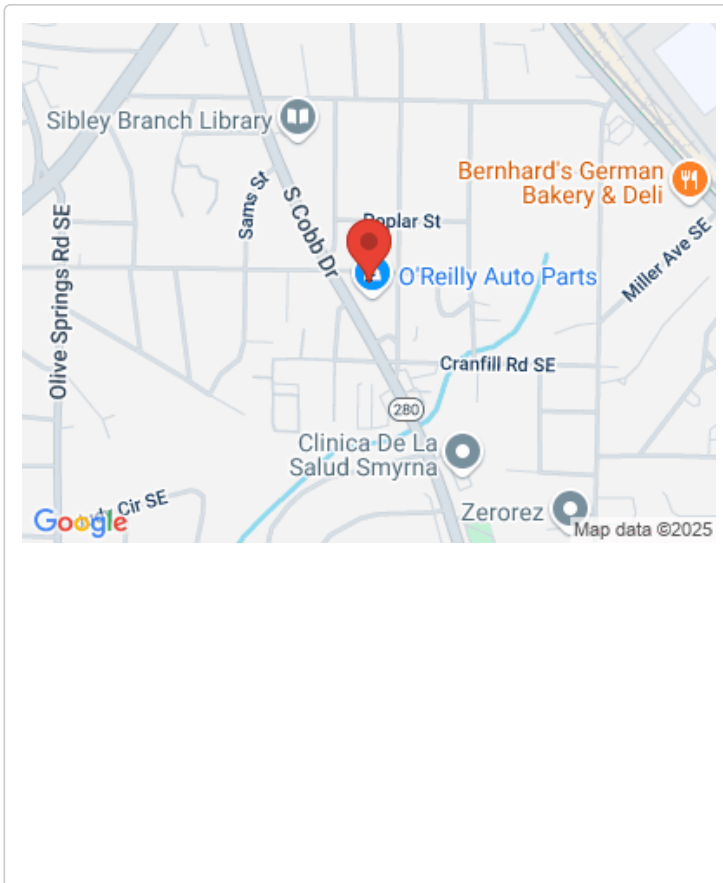 Sibley Branch Library
Bernhard's German
Bakery & Deli
Sams St
S Cobb Dr
Poplar St
Miller Ave SE
O'Reilly Auto Parts
Olive Springs Rd SE
Cranfill Rd SE
280
Clinica De La
Salud Smyrna
Cir SE
Zerorez
Google
Map data ©2025